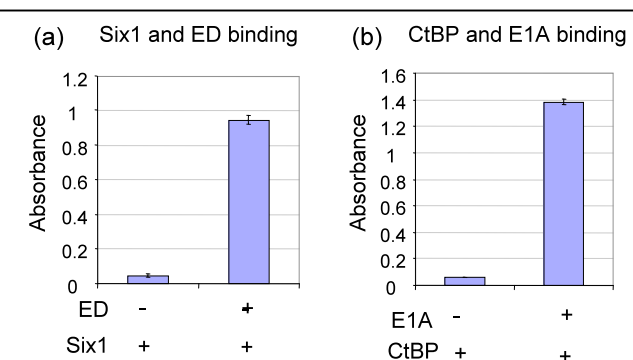 (a) Six1 and ED binding
1.2
1
0.8
0.6
0.4
0.2
0
Absorbance
ED - +
Six1 + +
(b) CtBP and E1A binding
1.6
1.4
1.2
1
0.8
0.6
0.4
0.2
0
Absorbance
E1A - +
CtBP + +